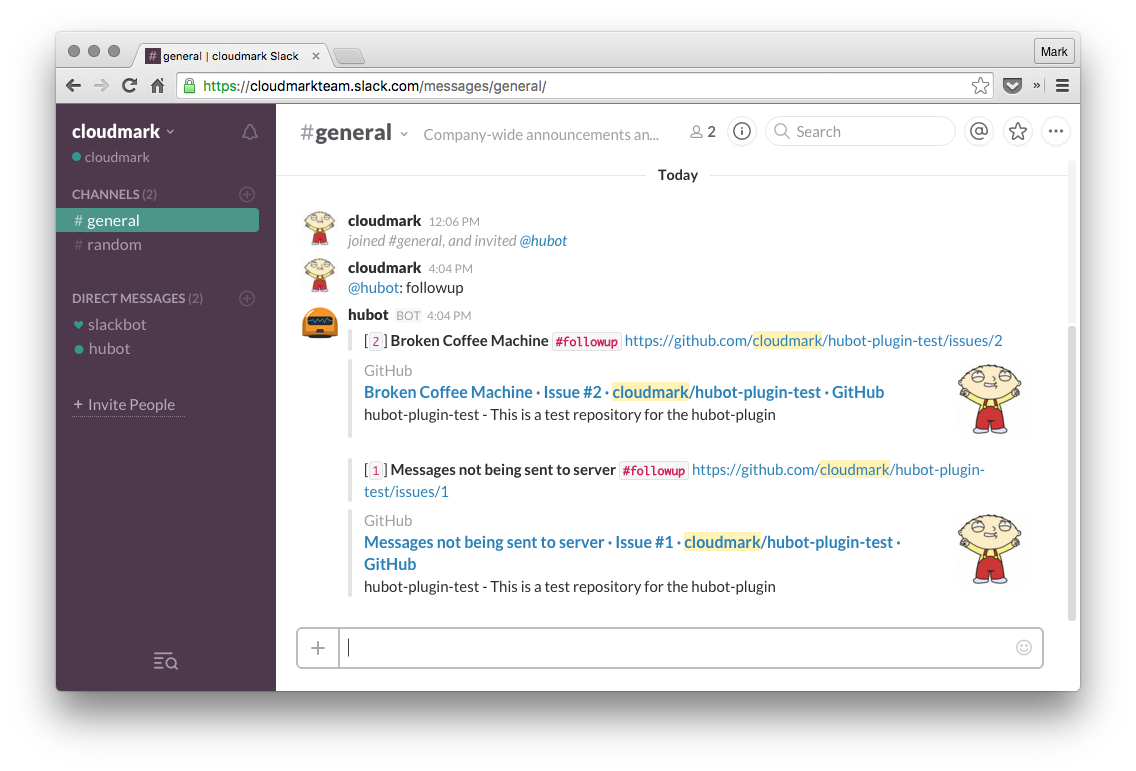 # general | cloudmark Slack ×
Mark
https://cloudmarkteam.slack.com/messages/general/
»
cloudmark
cloudmark
CHANNELS (2)
# general
# random
DIRECT MESSAGES (2)
slackbot
hubot
+ Invite People
#general
Company-wide announcements an...
2
Search
@
Today
cloudmark 12:06 PM
joined #general, and invited @hubot
cloudmark 4:04 PM
@hubot: followup
hubot BOT 4:04 PM
[2] Broken Coffee Machine #followup https://github.com/cloudmark/hubot-plugin-test/issues/2
GitHub
Broken Coffee Machine · Issue #2 · cloudmark/hubot-plugin-test · GitHub
hubot-plugin-test - This is a test repository for the hubot-plugin
[1] Messages not being sent to server #followup https://github.com/cloudmark/hubot-plugin-
test/issues/1
GitHub
Messages not being sent to server · Issue #1 · cloudmark/hubot-plugin-test ·
GitHub
hubot-plugin-test - This is a test repository for the hubot-plugin